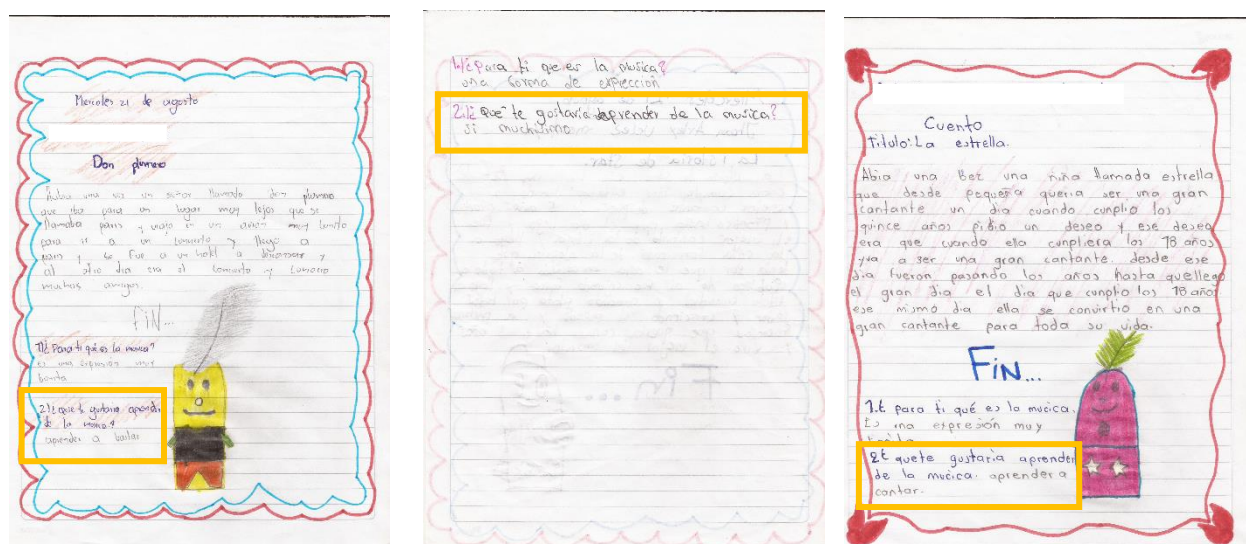 Miercoles 21 de agosto
Don plumero
Habia una vez un señor llamado don plumero
que iba para un lugar muy lejos que se
llamaba paris y viajo en un avion muy bonito
para ir a un concierto y llego a
paris y se fue a un hotel a descansar y
al otro dia era el concierto y conocio
muchos amigos.
FiN...
1)¿ Para ti qué es la musica?
es una expresión muy
bonita
2)¿ que te gustaria aprender
de la musica?
aprender a bailar
1.¿ para ti que es la musica?
una forma de exprección
2.¿ Qué te gustaria aprender de la musica?
si muchisimo
Cuento
Titulo: La estrella.
Abia una Bez una niña llamada estrella
que desde pequeña queria ser una gran
cantante un dia cuando cunplio los
quince años pidio un deseo y ese deseo
era que cuando ella cunpliera los 18 años
yva a ser una gran cantante. desde ese
dia fueron pasando los años hasta quellego
el gran dia el dia que cunplio los 18 años
ese mismo dia ella se convirtio en una
gran cantante para toda su vida.
FiN...
1.¿ para ti qué es la mucica.
Es una expresión muy
2¿ quete gustaria aprender
de la mucica. aprender a
cantar.